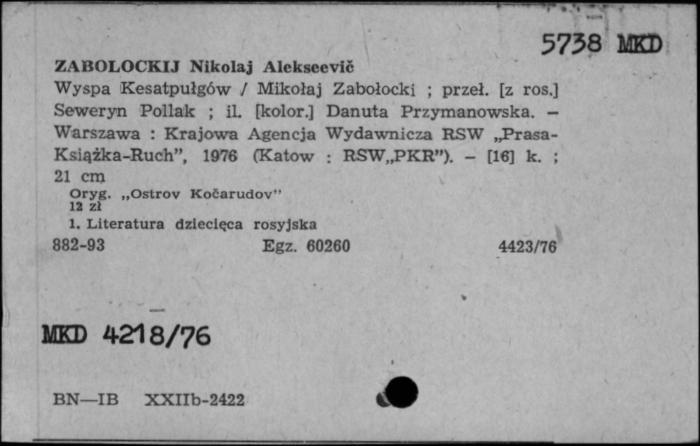 5738 MKD
ZABOLOCKIJ Nikolaj Alekseevič
Wyspa Kesatpułgów / Mikołaj Zabołocki ; przeł. [z ros.]
Seweryn Pollak ; il. [kolor.] Danuta Przymanowska. —
Warszawa : Krajowa Agencja Wydawnicza RSW „Prasa-
Książka-Ruch”, 1976 (Katow : RSW„PKR”). — [16] k. ;
21 cm
Oryg. „Ostrov Kočarudov”
12 zł
1. Literatura dziecięca rosyjska
882-93 Egz. 60260 4423/76
MKD 4218/76
BN—IB XXIIb-2422